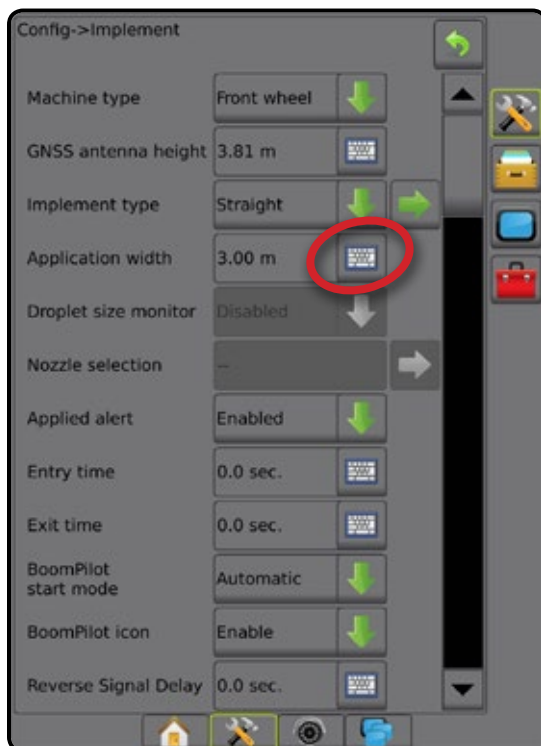 Config->Implement
Machine type Front wheel
GNSS antenna height 3.81 m
Implement type Straight
Application width 3.00 m
Droplet size monitor Disabled
Nozzle selection --
Applied alert Enabled
Entry time 0.0 sec.
Exit time 0.0 sec.
BoomPilot
start mode Automatic
BoomPilot icon Enable
Reverse Signal Delay 0.0 sec.